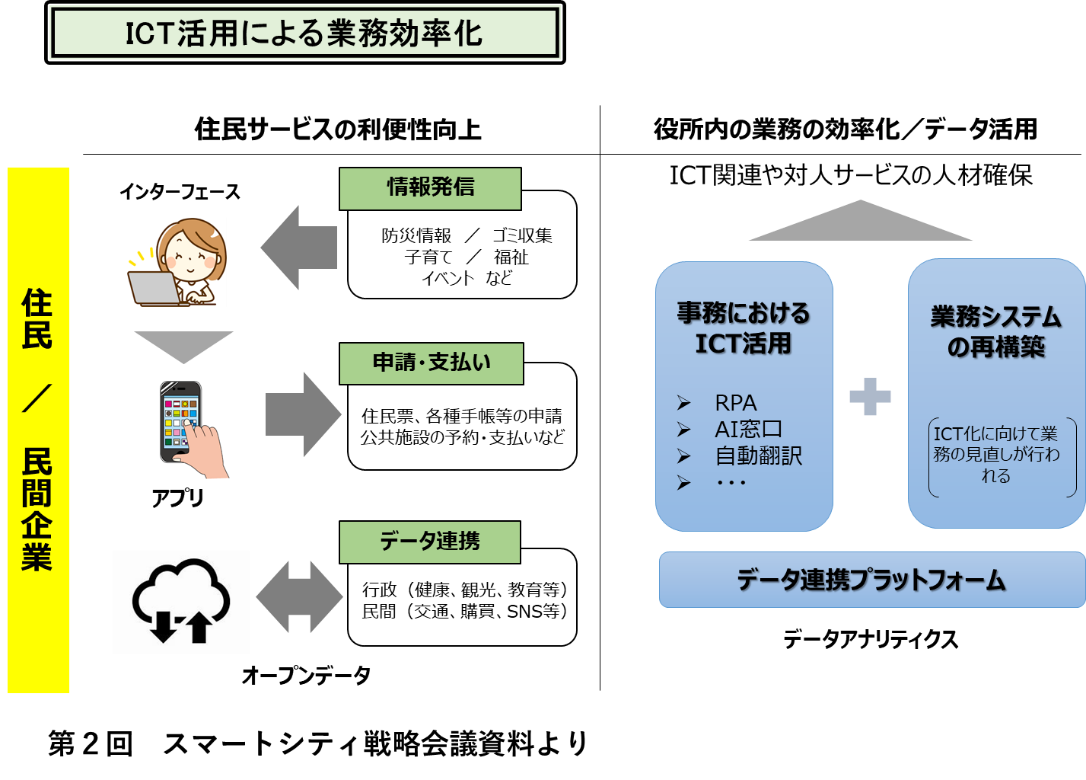 ICT活用による業務効率化
住民サービスの利便性向上
役所内の業務の効率化／データ活用
住民 ／ 民間企業
インターフェース
情報発信
防災情報 ／ ゴミ収集
子育て ／ 福祉
イベント など
申請・支払い
住民票、各種手帳等の申請
公共施設の予約・支払いなど
アプリ
データ連携
行政（健康、観光、教育等）
民間（交通、購買、SNS等）
オープンデータ
ICT関連や対人サービスの人材確保
事務における
ICT活用
➢ RPA
➢ AI窓口
➢ 自動翻訳
➢ ・・・
業務システム
の再構築
ICT化に向けて業
務の見直しが行わ
れる
データ連携プラットフォーム
データアナリティクス
第２回　スマートシティ戦略会議資料より